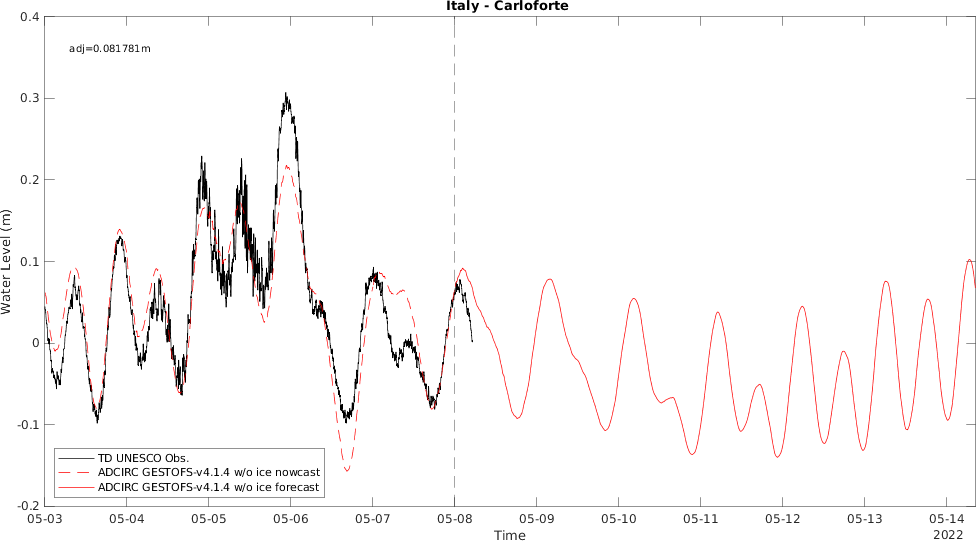 Italy - Carloforte
adj=0.081781m
Water Level (m)
0.4
0.3
0.2
0.1
0
-0.1
-0.2
TD UNESCO Obs.
ADCIRC GESTOFS-v4.1.4 w/o ice nowcast
ADCIRC GESTOFS-v4.1.4 w/o ice forecast
05-03 05-04 05-05 05-06 05-07 05-08 05-09 05-10 05-11 05-12 05-13 05-14
Time
2022